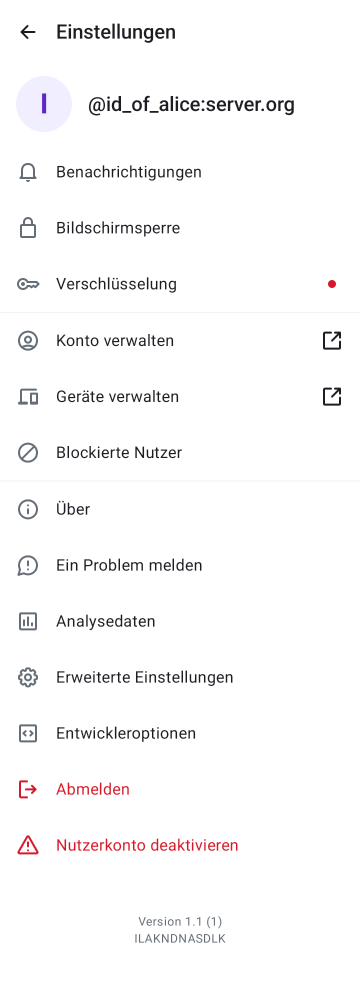 Einstellungen
I
@id_of_alice:server.org
Benachrichtigungen
Bildschirmsperre
Verschlüsselung
Konto verwalten
Geräte verwalten
Blockierte Nutzer
Über
Ein Problem melden
Analysedaten
Erweiterte Einstellungen
Entwickleroptionen
Abmelden
Nutzerkonto deaktivieren
Version 1.1 (1)
ILAKNDNASDLK